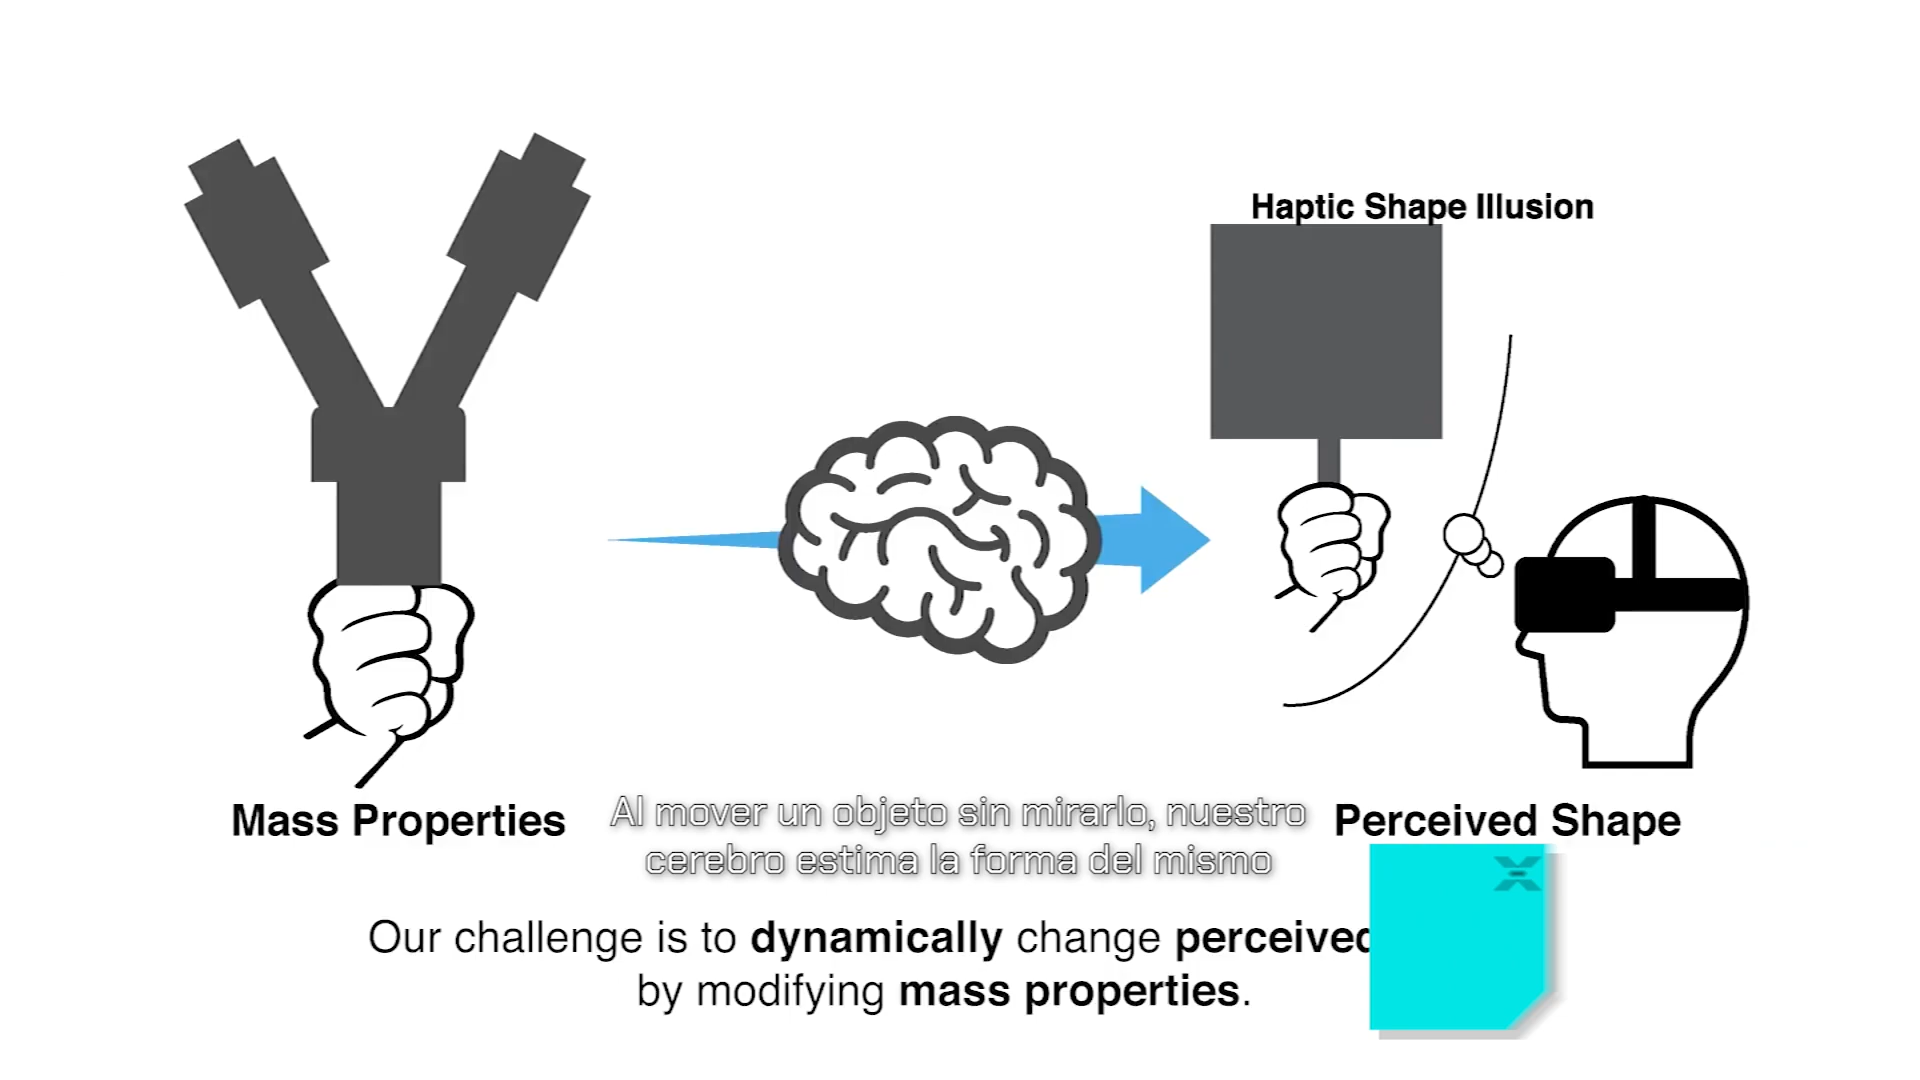 Haptic Shape Illusion
Mass Properties
Perceived Shape
Al mover un objeto sin mirarlo, nuestro
cerebro estima la forma del mismo
Our challenge is to dynamically change perceived
by modifying mass properties.